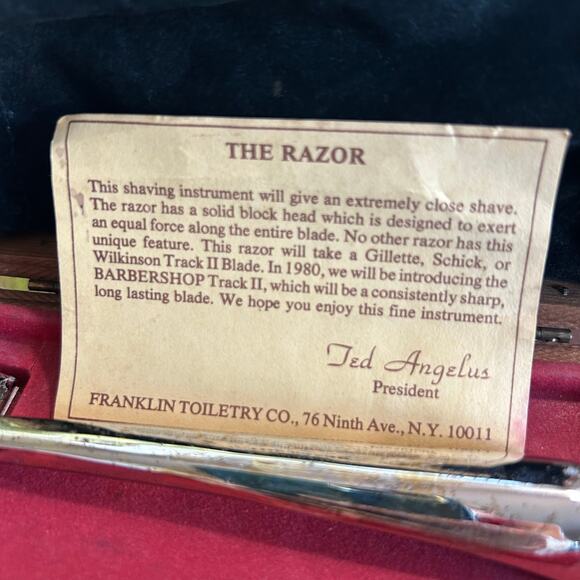 THE RAZOR
This shaving instrument will give an extremely close shave.
The razor has a solid block head which is designed to exert
an equal force along the entire blade. No other razor has this
unique feature. This razor will take a Gillette, Schick, or
Wilkinson Track II Blade. In 1980, we will be introducing the
BARBERSHOP Track II, which will be a consistently sharp,
long lasting blade. We hope you enjoy this fine instrument.
Ted Angelus
President
FRANKLIN TOILETRY CO., 76 Ninth Ave., N.Y. 10011